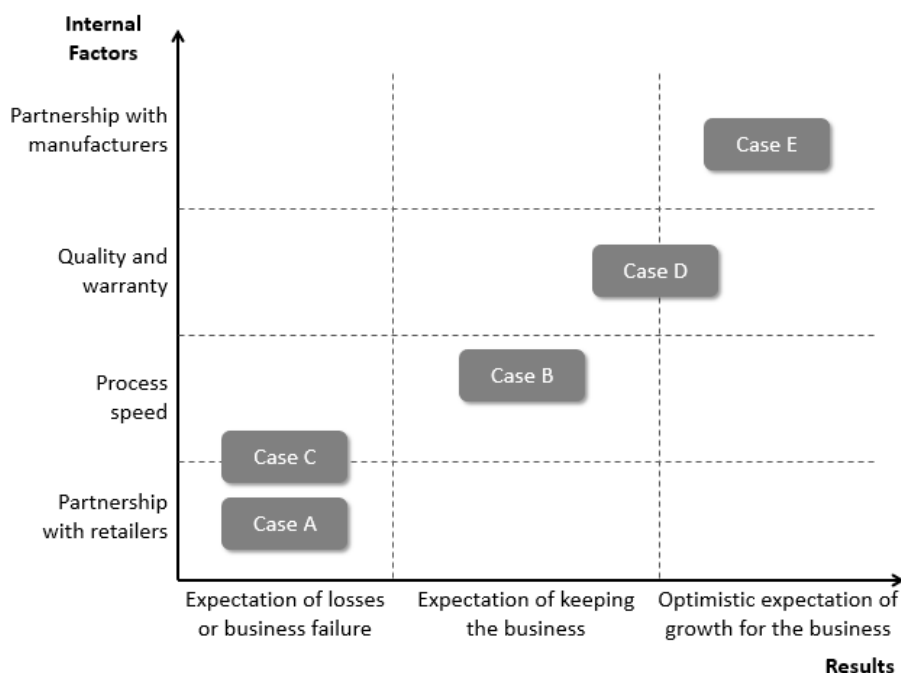 Internal
Factors
Partnership with
manufacturers
Case E
Quality and
warranty
Case D
Process
speed
Case B
Case C
Partnership
with retailers
Case A
Expectation of losses
or business failure
Expectation of keeping
the business
Optimistic expectation of
growth for the business
Results